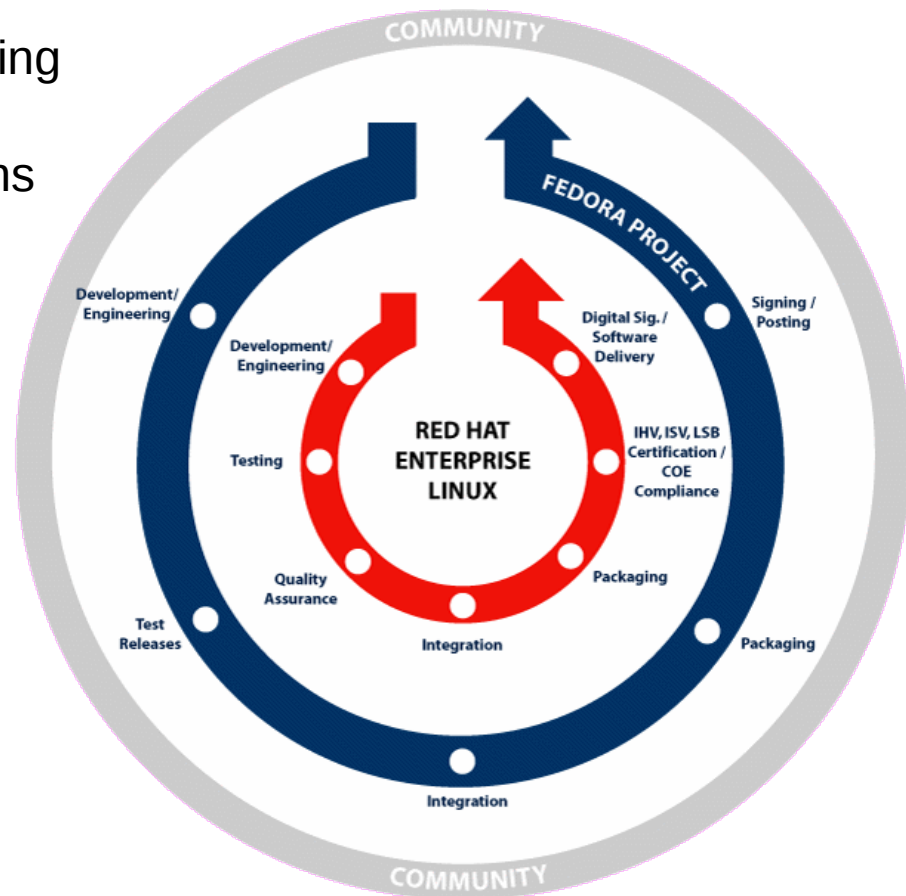 COMMUNITY
ing
ns
FEDORA PROJECT
Development/
Engineering
Signing /
Posting
Digital Sig. /
Software
Delivery
Development/
Engineering
RED HAT
ENTERPRISE
LINUX
Testing
IHV, ISV, LSB
Certification /
COE
Compliance
Quality
Assurance
Packaging
Test
Releases
Integration
Packaging
Integration
COMMUNITY